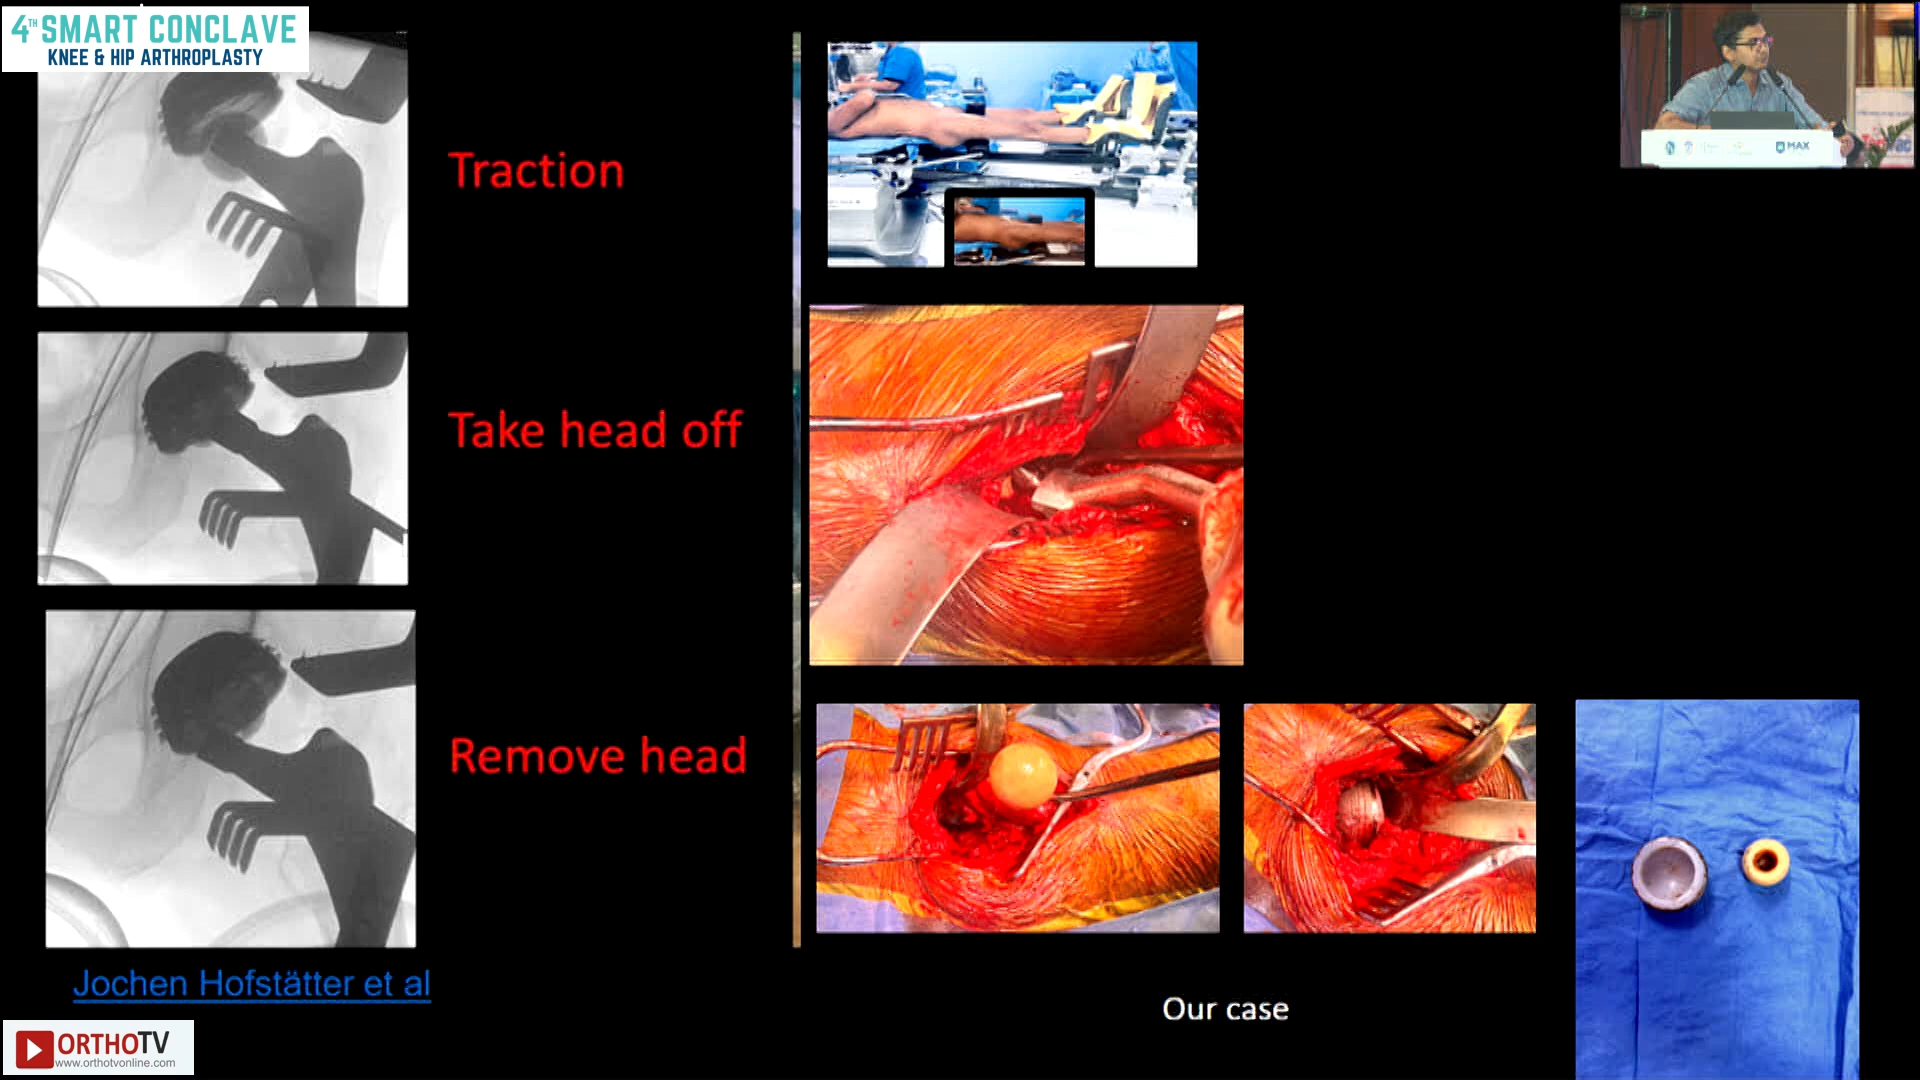 4TH SMART CONCLAVE
KNEE & HIP ARTHROPLASTY
Traction
Take head off
Remove head
Jochen Hofstätter et al
Our case
MAX
ORTHOTV
www.orthotvonline.com